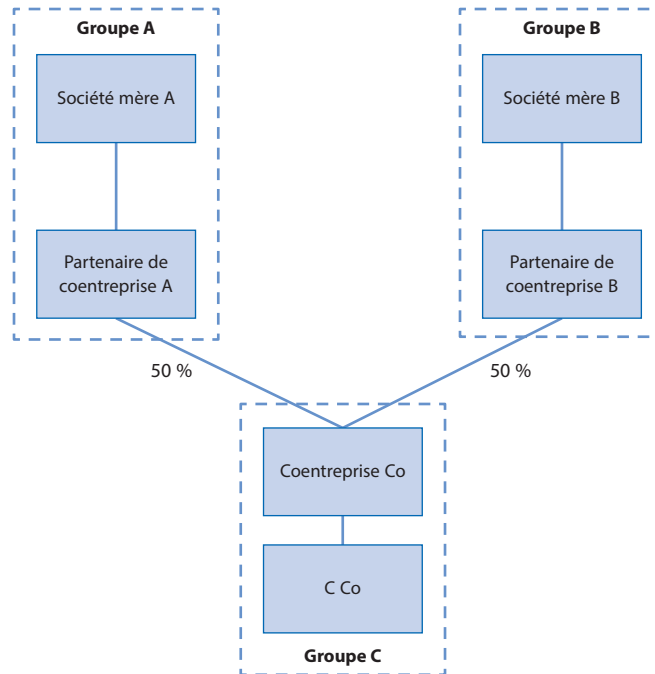 Groupe A
Société mère A
Partenaire de
coentreprise A
Groupe B
Société mère B
Partenaire de
coentreprise B
50 %
50 %
Coentreprise Co
C Co
Groupe C